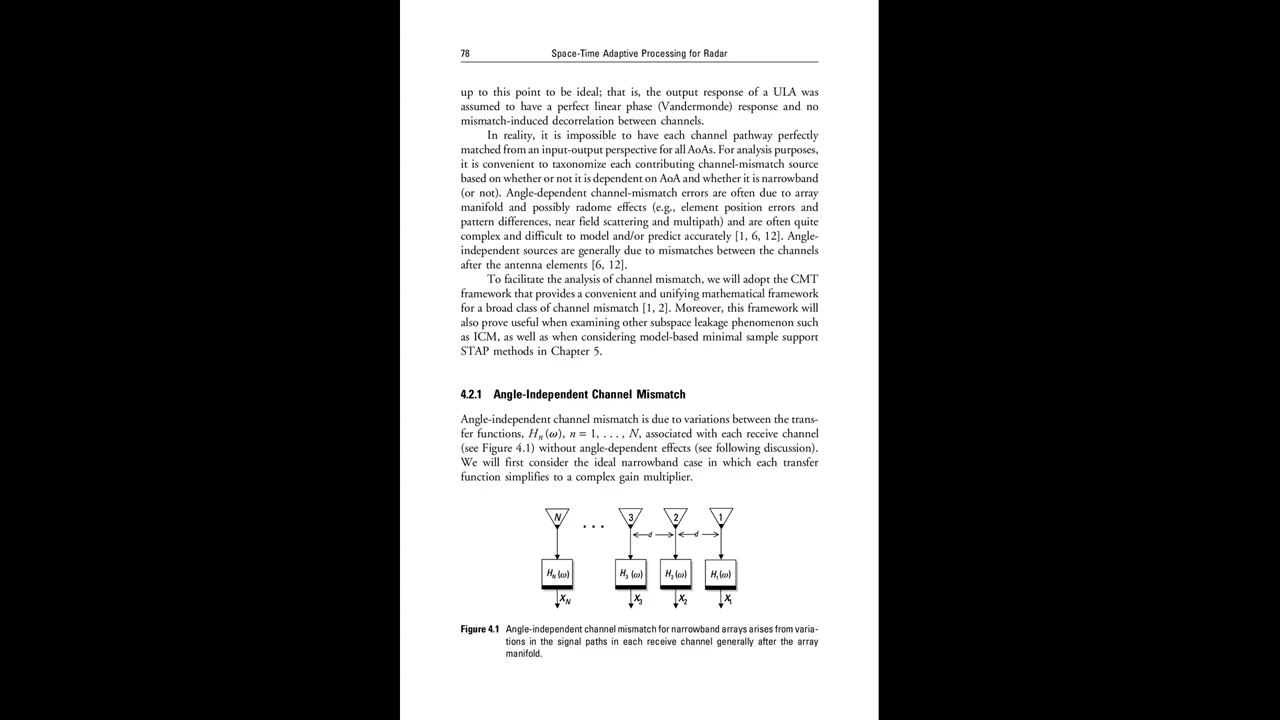 78 Space-Time Adaptive Processing for Radar
up to this point to be ideal; that is, the output response of a ULA was
assumed to have a perfect linear phase (Vandermonde) response and no
mismatch-induced decorrelation between channels.
In reality, it is impossible to have each channel pathway perfectly
matched from an input-output perspective for all AoAs. For analysis purposes,
it is convenient to taxonomize each contributing channel-mismatch source
based on whether or not it is dependent on AoA and whether it is narrowband
(or not). Angle-dependent channel-mismatch errors are often due to array
manifold and possibly radome effects (e.g., element position errors and
pattern differences, near field scattering and multipath) and are often quite
complex and difficult to model and/or predict accurately [1, 6, 12]. Angle-
independent sources are generally due to mismatches between the channels
after the antenna elements [6, 12].
To facilitate the analysis of channel mismatch, we will adopt the CMT
framework that provides a convenient and unifying mathematical framework
for a broad class of channel mismatch [1, 2]. Moreover, this framework will
also prove useful when examining other subspace leakage phenomenon such
as ICM, as well as when considering model-based minimal sample support
STAP methods in Chapter 5.
4.2.1 Angle-Independent Channel Mismatch
Angle-independent channel mismatch is due to variations between the trans-
fer functions, Hₙ(ω), n = 1, . . . , N, associated with each receive channel
(see Figure 4.1) without angle-dependent effects (see following discussion).
We will first consider the ideal narrowband case in which each transfer
function simplifies to a complex gain multiplier.
N . . . 3 2 1
d d
H_N (ω) H₃ (ω) H₂ (ω) H₁ (ω)
X_N X₃ X₂ X₁
Figure 4.1 Angle-independent channel mismatch for narrowband arrays arises from varia-
tions in the signal paths in each receive channel generally after the array
manifold.